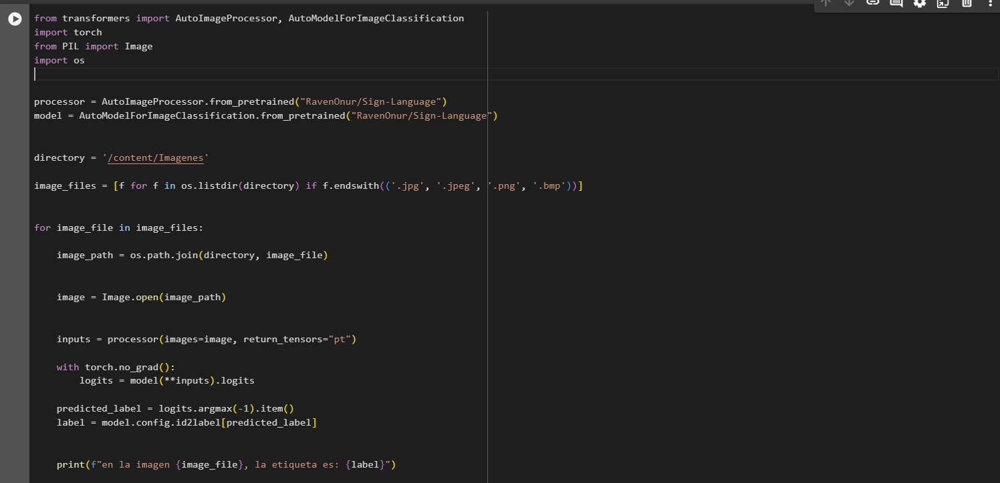 from transformers import AutoImageProcessor, AutoModelForImageClassification
import torch
from PIL import Image
import os
processor = AutoImageProcessor.from_pretrained("RavenOnur/Sign-Language")
model = AutoModelForImageClassification.from_pretrained("RavenOnur/Sign-Language")
directory = '/content/Imagenes'
image_files = [f for f in os.listdir(directory) if f.endswith(('.jpg', '.jpeg', '.png', '.bmp'))]
for image_file in image_files:
    image_path = os.path.join(directory, image_file)
    image = Image.open(image_path)
    inputs = processor(images=image, return_tensors="pt")
    with torch.no_grad():
        logits = model(**inputs).logits
    predicted_label = logits.argmax(-1).item()
    label = model.config.id2label[predicted_label]
    print(f"en la imagen {image_file}, la etiqueta es: {label}")